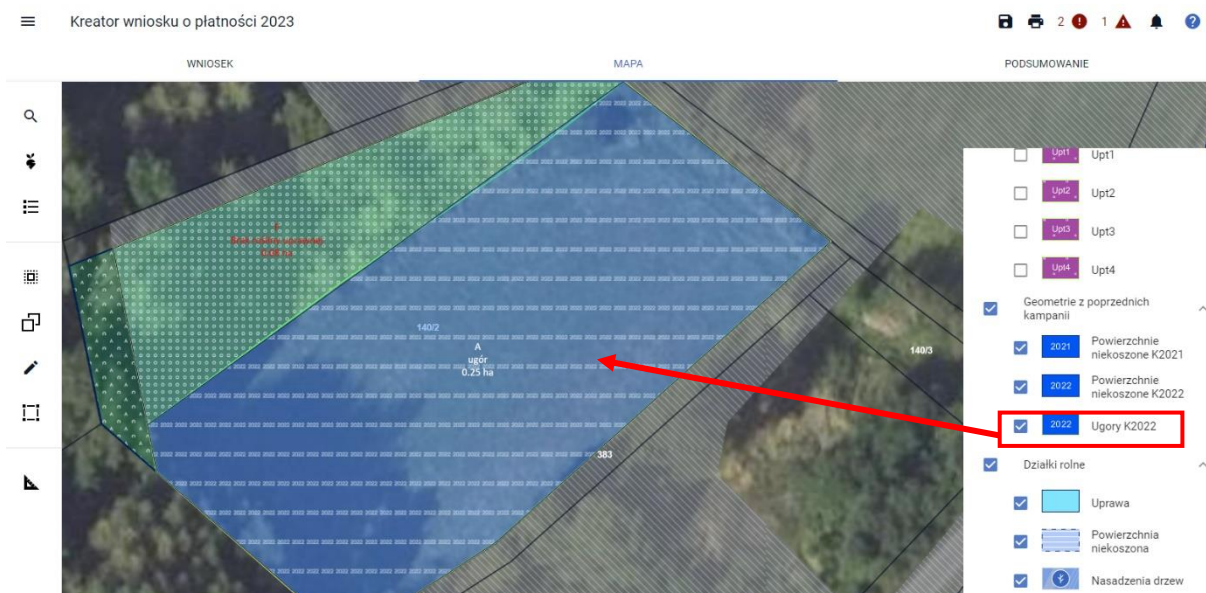 Kreator wniosku o płatności 2023
2
1
WNIOSEK
MAPA
PODSUMOWANIE
Upt1
Upt1
Upt2
Upt2
Upt3
Upt3
Upt4
Upt4
Geometrie z poprzednich
kampanii
2021
Powierzchnie
niekoszone K2021
2022
Powierzchnie
niekoszone K2022
2022
Ugory K2022
Działki rolne
Uprawa
Powierzchnia
niekoszona
Nasadzenia drzew
140/2
A
ugór
0.25 ha
140/3
383